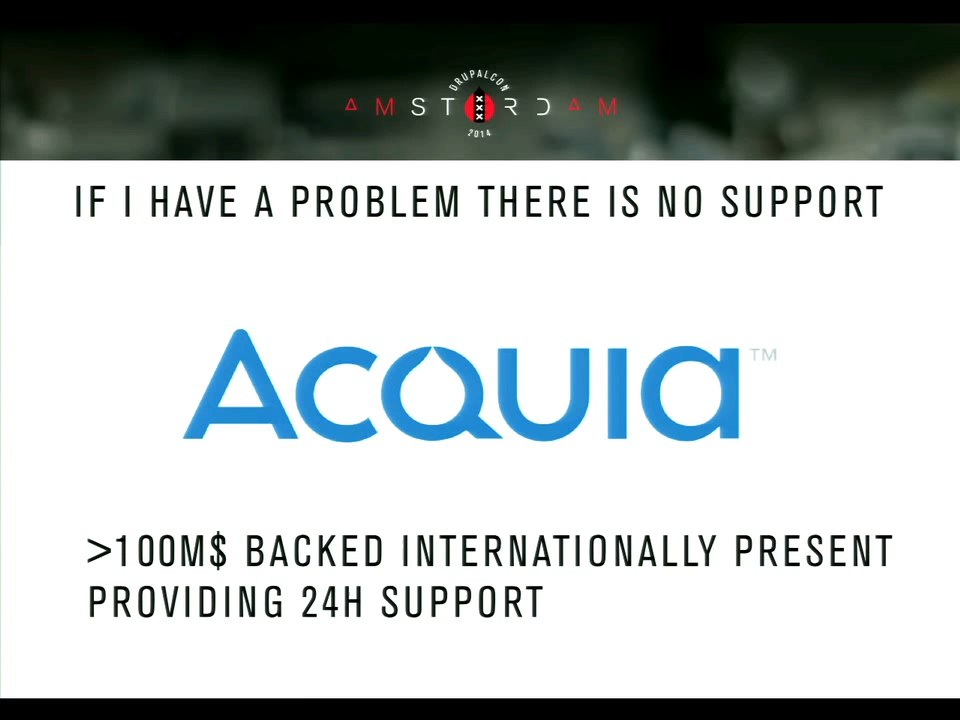 DRUPALCON
AMSTERDAM
2014
IF I HAVE A PROBLEM THERE IS NO SUPPORT
ACQUIA™
>100M$ BACKED INTERNATIONALLY PRESENT
PROVIDING 24H SUPPORT